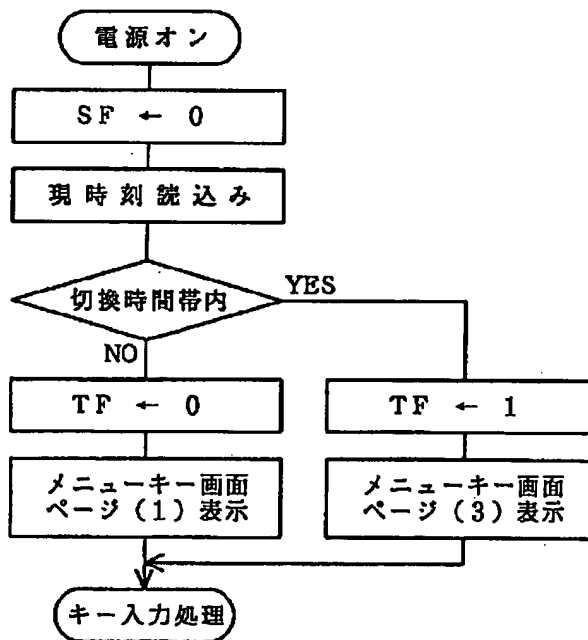 電源オン
SF ← 0
現時刻読込み
切換時間帯内
YES
NO
TF ← 0
TF ← 1
メニューキー画面
ページ(1)表示
メニューキー画面
ページ(3)表示
キー入力処理